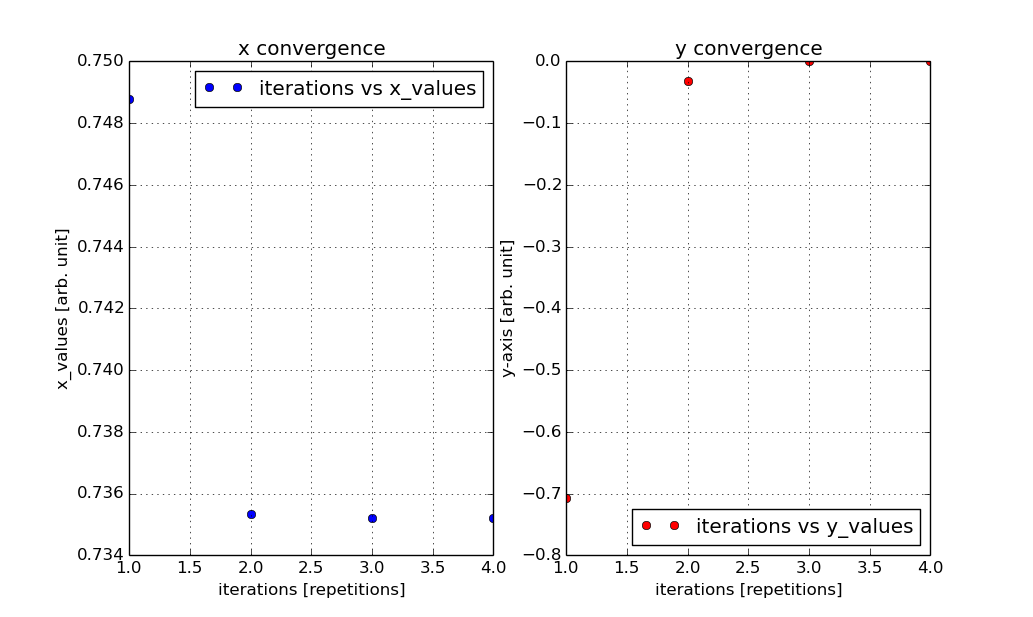 x convergence
iterations vs x_values
0.750
0.748
0.746
0.744
0.742
0.740
0.738
0.736
0.734
x_values [arb. unit]
1.0 1.5 2.0 2.5 3.0 3.5 4.0
iterations [repetitions]
y convergence
0.0
−0.1
−0.2
−0.3
−0.4
−0.5
−0.6
−0.7
−0.8
y-axis [arb. unit]
iterations vs y_values
1.0 1.5 2.0 2.5 3.0 3.5 4.0
iterations [repetitions]